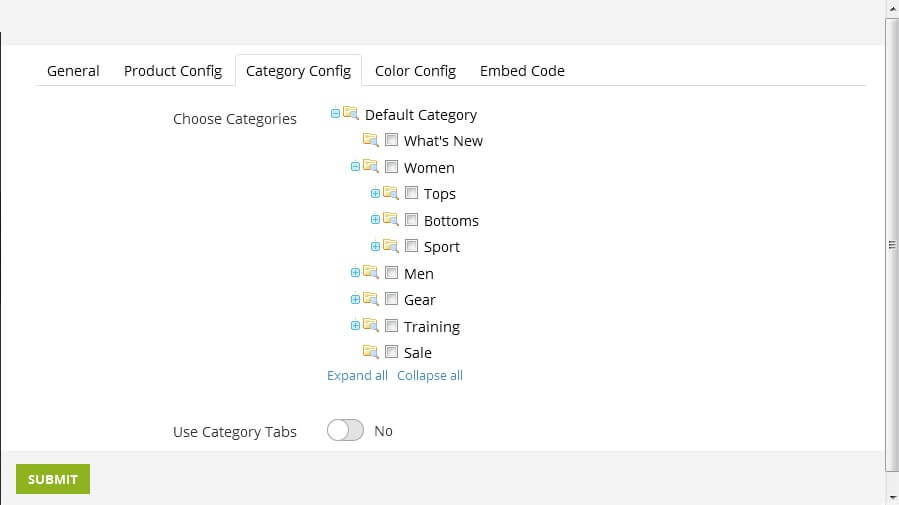 General Product Config Category Config Color Config Embed Code
Choose Categories
Default Category
What's New
Women
Tops
Bottoms
Sport
Men
Gear
Training
Sale
Expand all Collapse all
Use Category Tabs No
SUBMIT